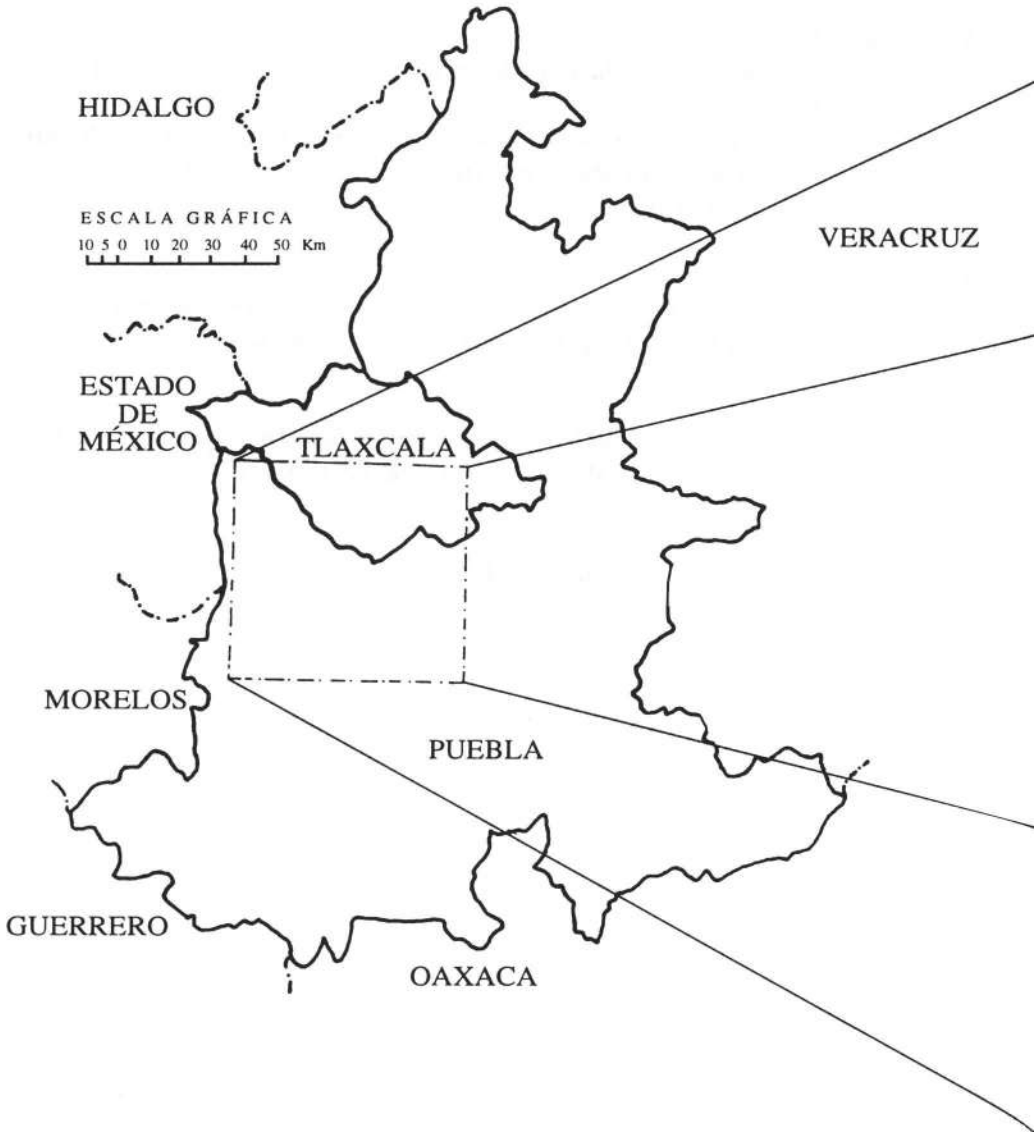 HIDALGO
ESCALA GRÁFICA
10 5 0 10 20 30 40 50 Km
VERACRUZ
ESTADO
DE
MÉXICO
TLAXCALA
MORELOS
PUEBLA
GUERRERO
OAXACA